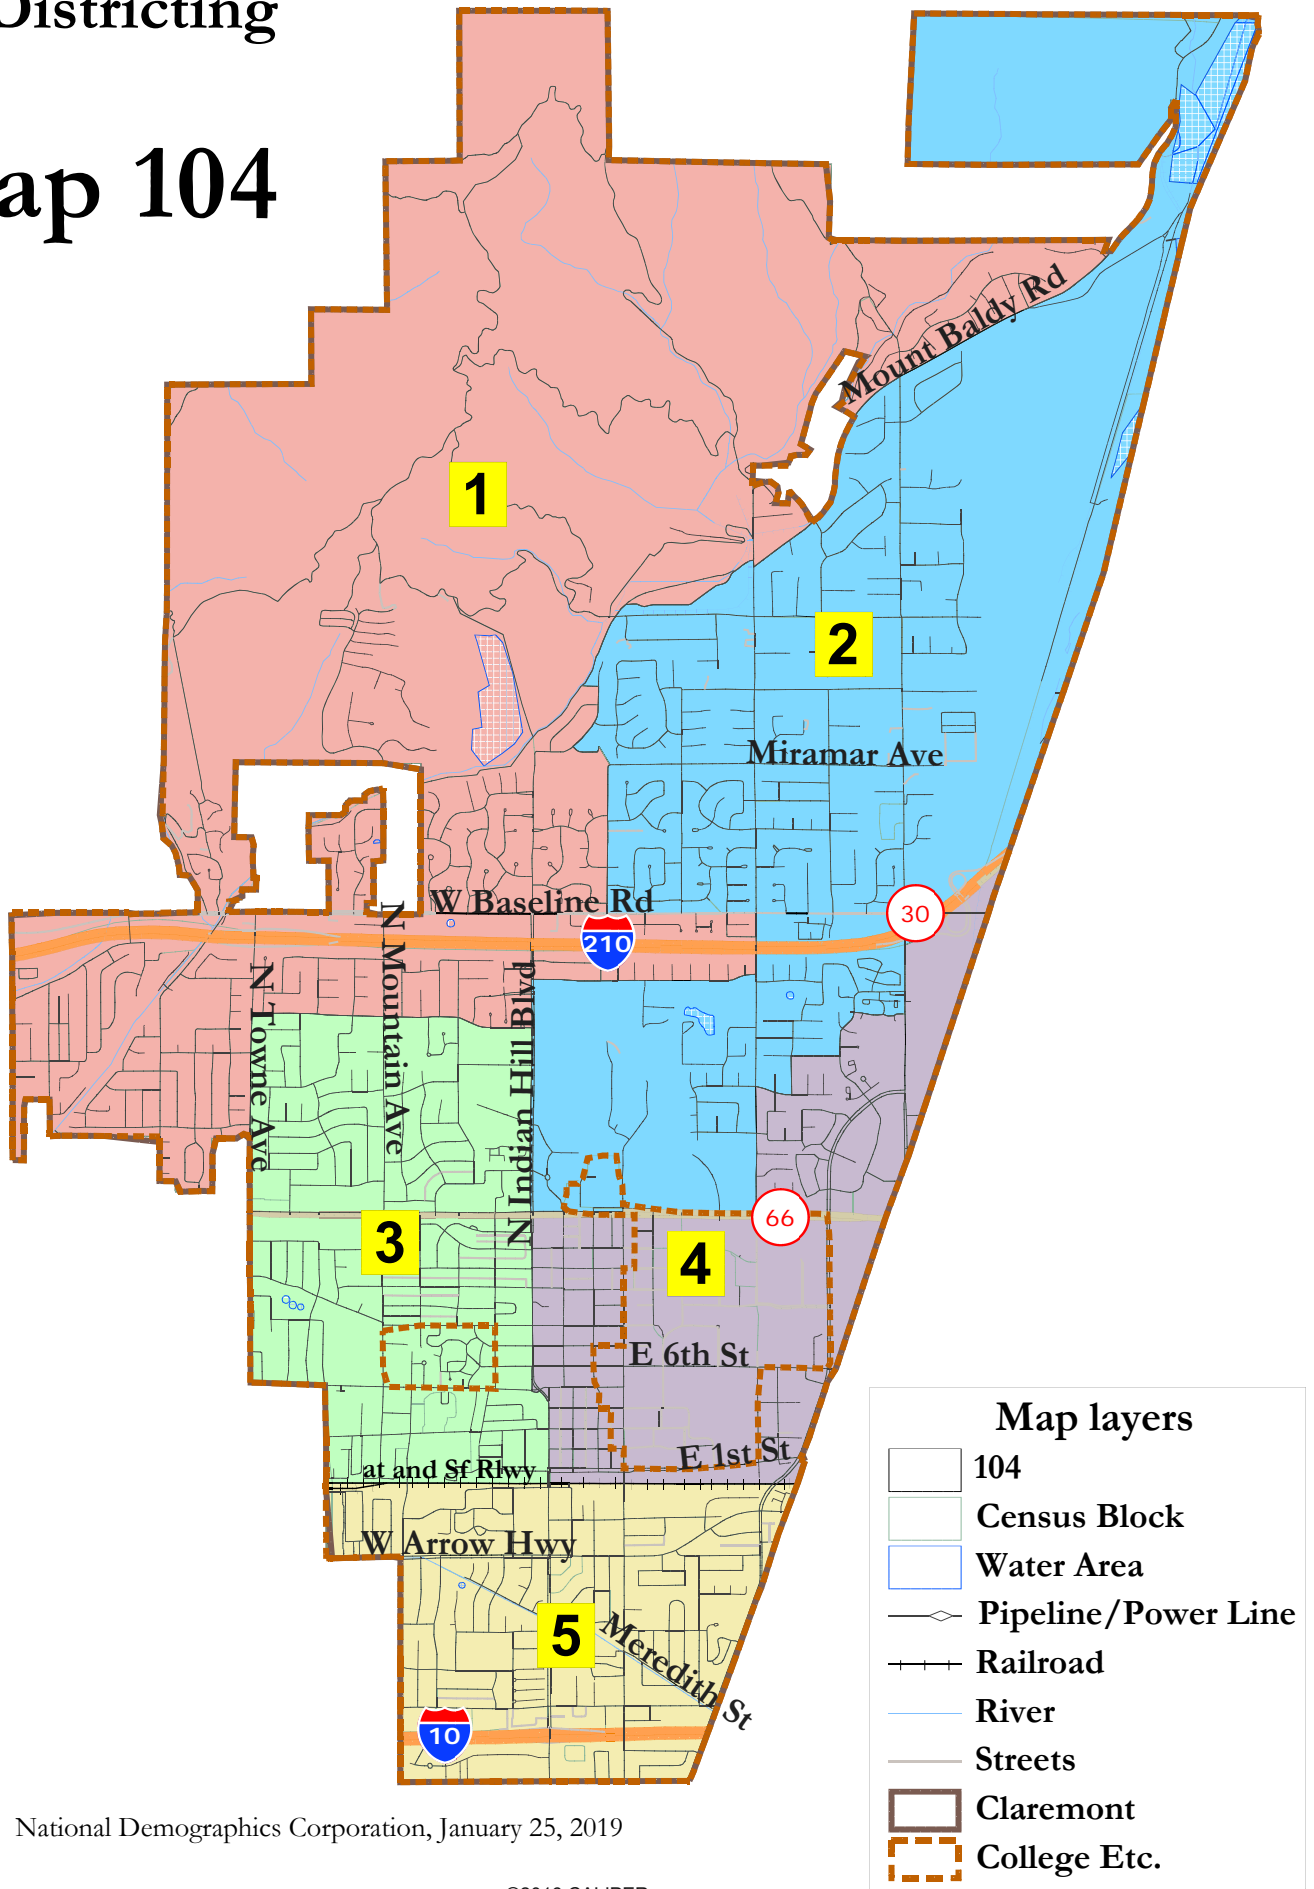 Districting
ap 104
Mount Baldy Rd
1
2
Miramar Ave
W Baseline Rd
30
210
N Towne Ave
N Mountain Ave
N Indian Hill Blvd
66
3
4
E 6th St
E 1st St
at and Sf Rlwy
W Arrow Hwy
5
Meredith St
10
Map layers
104
Census Block
Water Area
Pipeline/Power Line
Railroad
River
Streets
Claremont
College Etc.
National Demographics Corporation, January 25, 2019